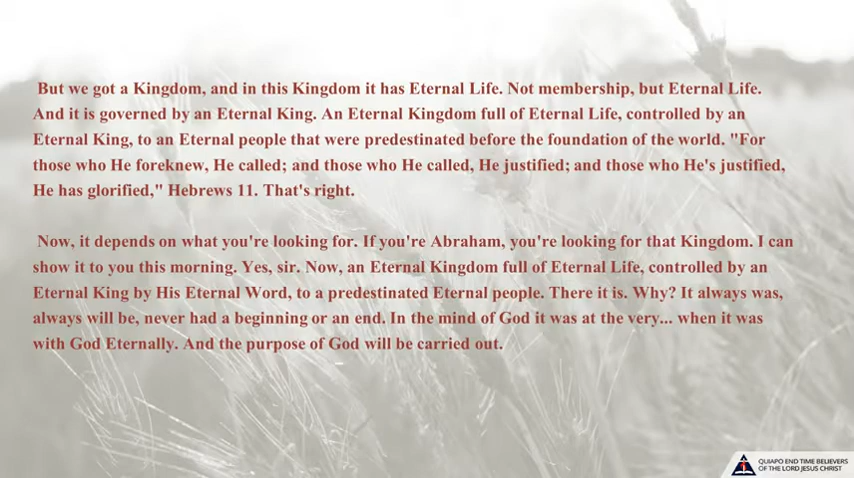 But we got a Kingdom, and in this Kingdom it has Eternal Life. Not membership, but Eternal Life.
And it is governed by an Eternal King. An Eternal Kingdom full of Eternal Life, controlled by an
Eternal King, to an Eternal people that were predestinated before the foundation of the world. "For
those who He foreknew, He called; and those who He called, He justified; and those who He's justified,
He has glorified," Hebrews 11. That's right.
Now, it depends on what you're looking for. If you're Abraham, you're looking for that Kingdom. I can
show it to you this morning. Yes, sir. Now, an Eternal Kingdom full of Eternal Life, controlled by an
Eternal King by His Eternal Word, to a predestinated Eternal people. There it is. Why? It always was,
always will be, never had a beginning or an end. In the mind of God it was at the very... when it was
with God Eternally. And the purpose of God will be carried out.
QUIAPO END TIME BELIEVERS
OF THE LORD JESUS CHRIST